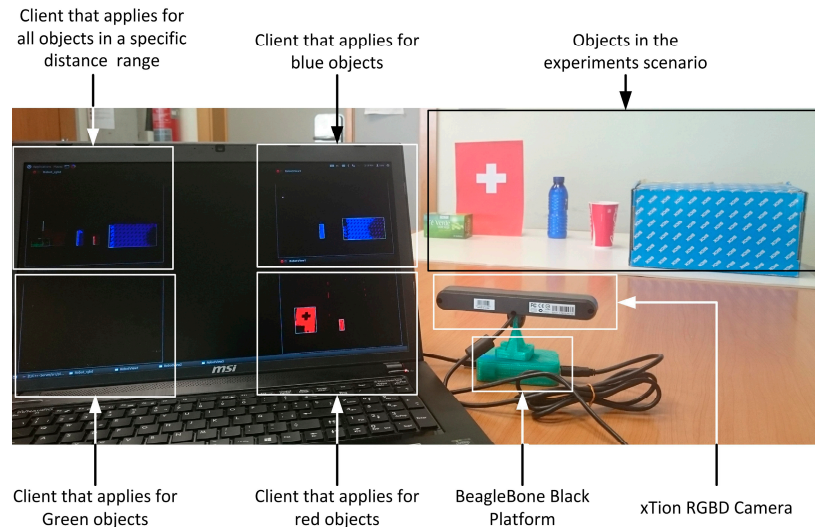 Client that applies for
all objects in a specific
distance range
Client that applies for
blue objects
Objects in the
experiments scenario
msi
Client that applies for
Green objects
Client that applies for
red objects
BeagleBone Black
Platform
xTion RGBD Camera